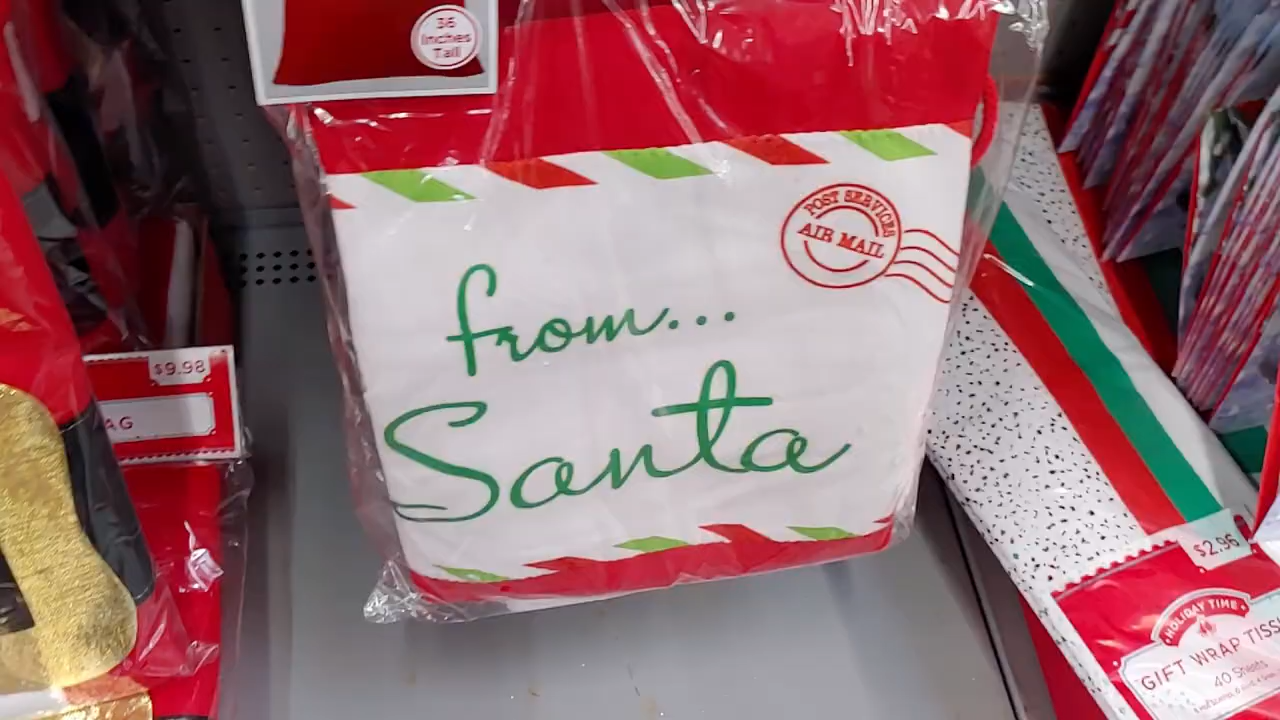 36
Inches
Tall
POST SERVICES
AIR MAIL
from...
Santa
$9.98
AG
$2.96
HOLIDAY TIME
GIFT WRAP TISS
40 Sheets